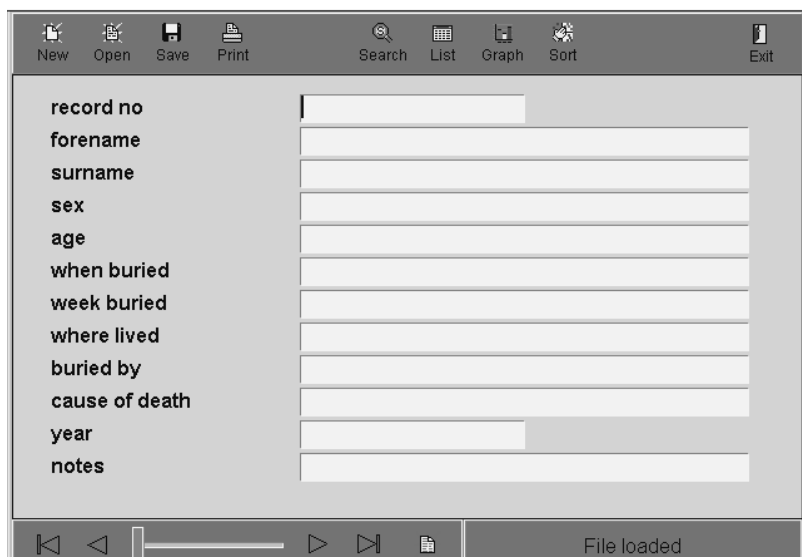 New Open Save Print Search List Graph Sort Exit
record no
forename
surname
sex
age
when buried
week buried
where lived
buried by
cause of death
year
notes
File loaded